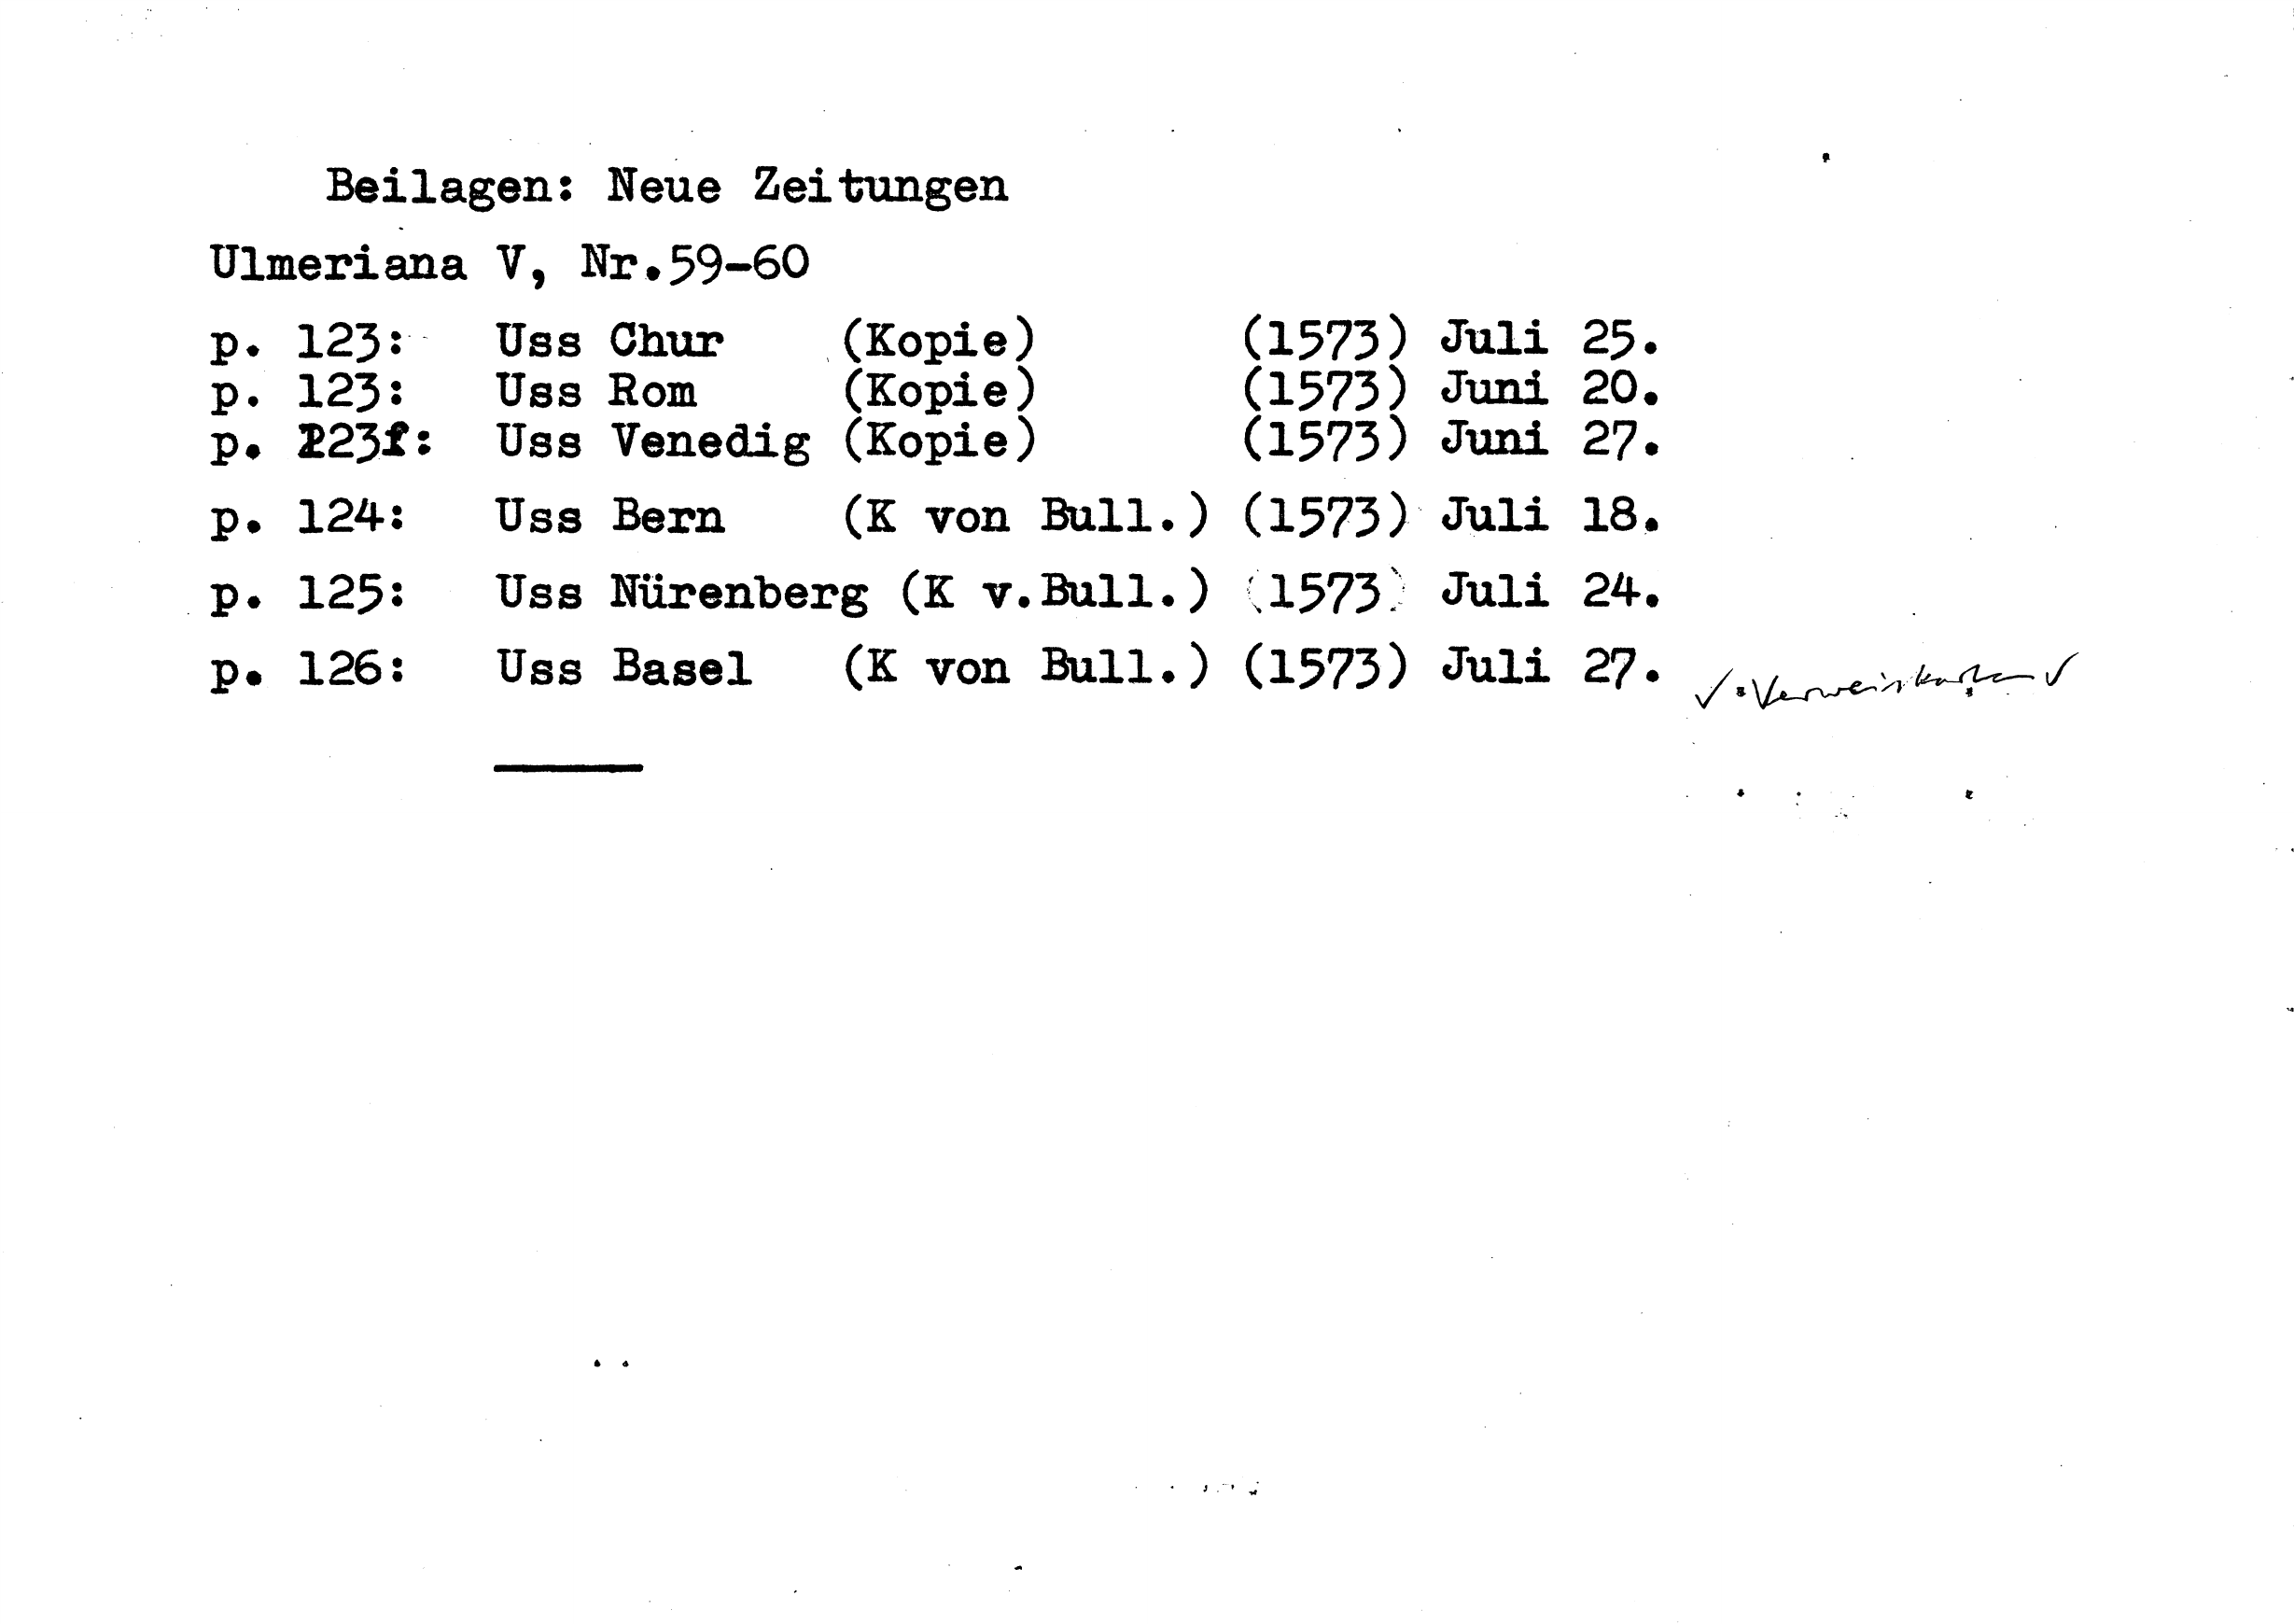 Beilagen: Neue Zeitungen
Ulmeriana V, Nr.59-60
p. 123: Uss Chur (Kopie) (1573) Juli 25.
p. 123: Uss Rom (Kopie) (1573) Juni 20.
p. 123f: Uss Venedig (Kopie) (1573) Juni 27.
p. 124: Uss Bern (K von Bull.) (1573) Juli 18.
p. 125: Uss Nürenberg (K v.Bull.) (1573) Juli 24.
p. 126: Uss Basel (K von Bull.) (1573) Juli 27.
√ Verweiskarten √